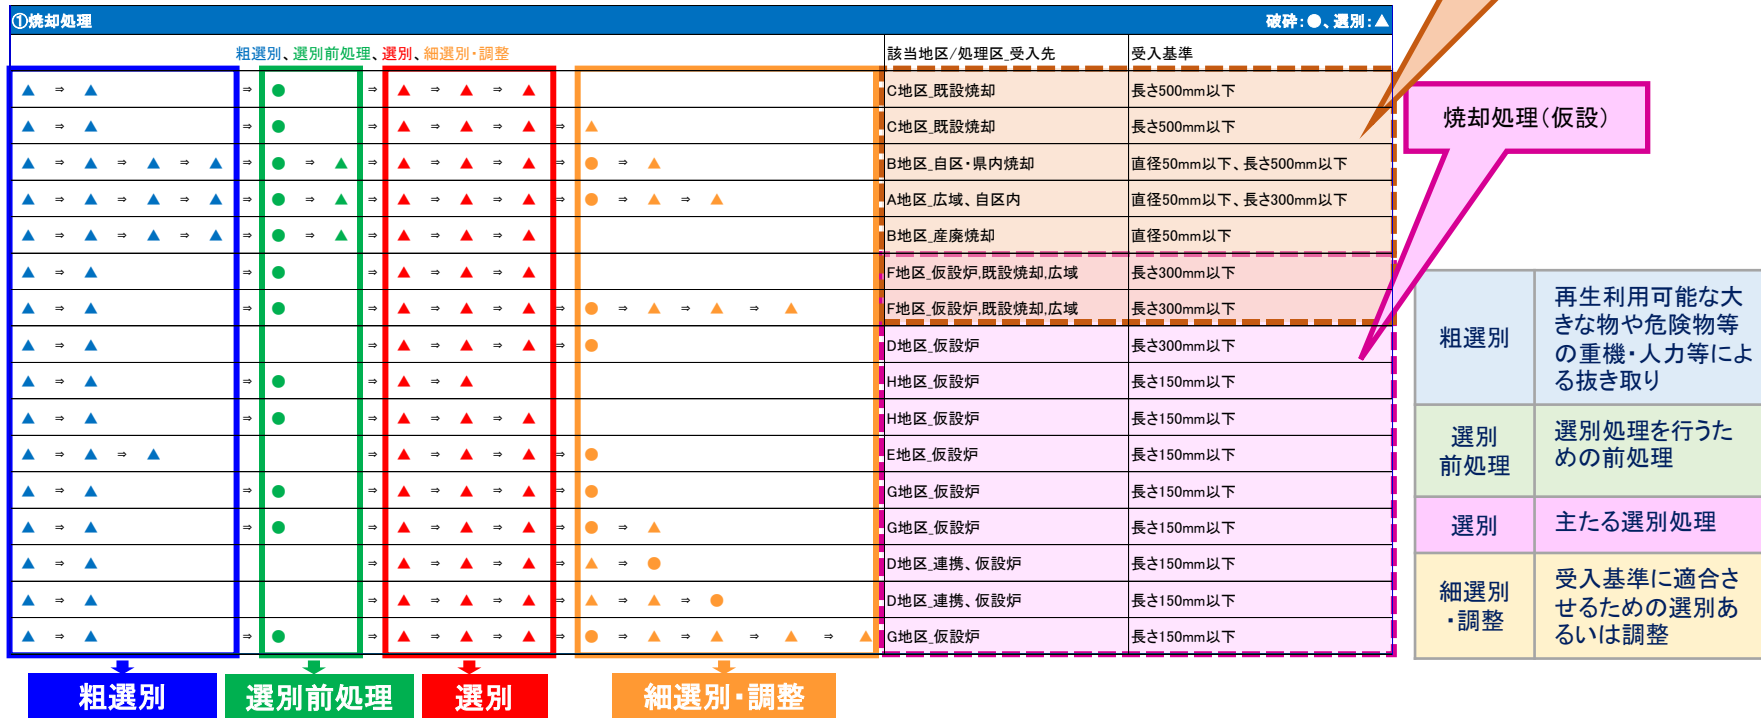 ①焼却処理 破砕:●、選別:▲
粗選別、選別前処理、選別、細選別・調整 該当地区/処理区_受入先 受入基準
▲ ⇒ ▲ ⇒ ● ⇒ ▲ ⇒ ▲ ⇒ ▲ C地区_既設焼却 長さ500mm以下
▲ ⇒ ▲ ⇒ ● ⇒ ▲ ⇒ ▲ ⇒ ▲ ⇒ ▲ C地区_既設焼却 長さ500mm以下
▲ ⇒ ▲ ⇒ ▲ ⇒ ▲ ⇒ ● ⇒ ▲ ⇒ ▲ ⇒ ▲ ⇒ ▲ ⇒ ● ⇒ ▲ B地区_自区・県内焼却 直径50mm以下、長さ500mm以下
▲ ⇒ ▲ ⇒ ▲ ⇒ ▲ ⇒ ● ⇒ ▲ ⇒ ▲ ⇒ ▲ ⇒ ▲ ⇒ ● ⇒ ▲ ⇒ ▲ A地区_広域、自区内 直径50mm以下、長さ300mm以下
▲ ⇒ ▲ ⇒ ▲ ⇒ ▲ ⇒ ● ⇒ ▲ ⇒ ▲ ⇒ ▲ ⇒ ▲ B地区_産廃焼却 直径50mm以下
▲ ⇒ ▲ ⇒ ● ⇒ ▲ ⇒ ▲ ⇒ ▲ F地区_仮設炉,既設焼却,広域 長さ300mm以下
▲ ⇒ ▲ ⇒ ● ⇒ ▲ ⇒ ▲ ⇒ ▲ ⇒ ● ⇒ ▲ ⇒ ▲ ⇒ ▲ F地区_仮設炉,既設焼却,広域 長さ300mm以下
▲ ⇒ ▲ ⇒ ▲ ⇒ ▲ ⇒ ▲ ⇒ ● D地区_仮設炉 長さ300mm以下
▲ ⇒ ▲ ⇒ ● ⇒ ▲ ⇒ ▲ H地区_仮設炉 長さ150mm以下
▲ ⇒ ▲ ⇒ ● ⇒ ▲ ⇒ ▲ ⇒ ▲ H地区_仮設炉 長さ150mm以下
▲ ⇒ ▲ ⇒ ▲ ⇒ ▲ ⇒ ▲ ⇒ ▲ ⇒ ● E地区_仮設炉 長さ150mm以下
▲ ⇒ ▲ ⇒ ● ⇒ ▲ ⇒ ▲ ⇒ ▲ ⇒ ● G地区_仮設炉 長さ150mm以下
▲ ⇒ ▲ ⇒ ● ⇒ ▲ ⇒ ▲ ⇒ ▲ ⇒ ● ⇒ ▲ G地区_仮設炉 長さ150mm以下
▲ ⇒ ▲ ⇒ ▲ ⇒ ▲ ⇒ ▲ ⇒ ▲ ⇒ ● D地区_連携、仮設炉 長さ150mm以下
▲ ⇒ ▲ ⇒ ▲ ⇒ ▲ ⇒ ▲ ⇒ ▲ ⇒ ▲ ⇒ ● D地区_連携、仮設炉 長さ150mm以下
▲ ⇒ ▲ ⇒ ● ⇒ ▲ ⇒ ▲ ⇒ ▲ ⇒ ● ⇒ ▲ ⇒ ▲ ⇒ ▲ ⇒ ▲ G地区_仮設炉 長さ150mm以下
粗選別 選別前処理 選別 細選別・調整
焼却処理(仮設)
粗選別
再生利用可能な大
きな物や危険物等
の重機・人力等によ
る抜き取り
選別
前処理
選別処理を行うた
めの前処理
選別
主たる選別処理
細選別
・調整
受入基準に適合さ
せるための選別あ
るいは調整